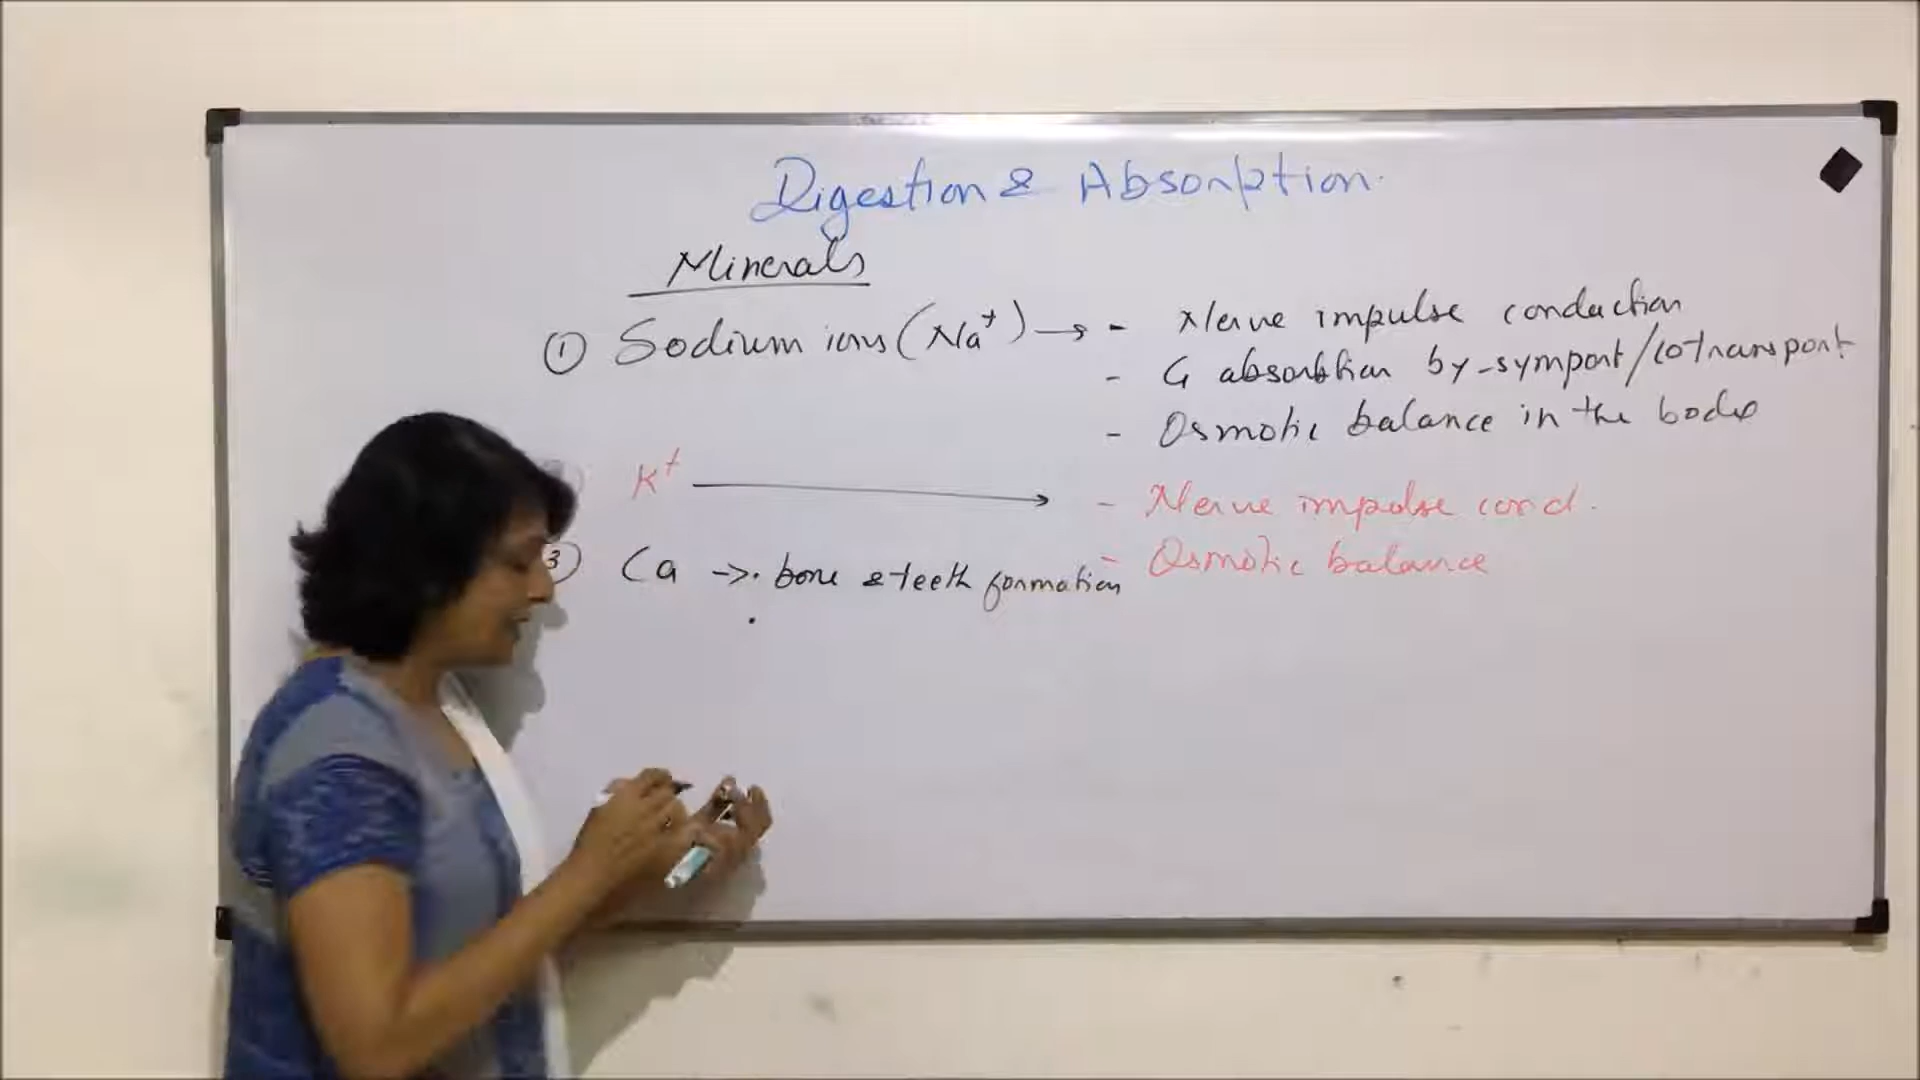 Digestion & Absorption.
Minerals
① Sodium ions (Na⁺) → - Nerve impulse conduction
- G absorbtion by - symport/cotransport
- Osmotic balance in the body
K⁺ → - Nerve impulse cond.
- Osmotic balance
③ Ca → . bone & teeth formation
.